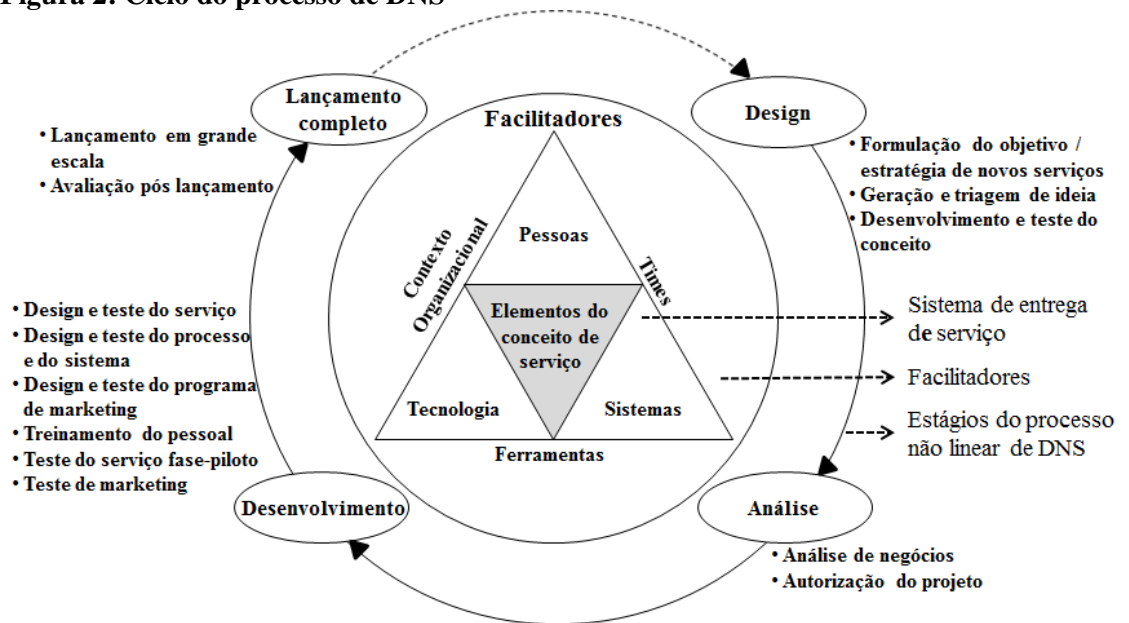 Figura 2: Ciclo do processo de DNS
Lançamento
completo
• Lançamento em grande
escala
• Avaliação pós lançamento
Design
• Formulação do objetivo /
estratégia de novos serviços
• Geração e triagem de ideia
• Desenvolvimento e teste do
conceito
Facilitadores
Contexto
Organizacional
Pessoas
Times
Elementos do
conceito de
serviço
Tecnologia
Sistemas
Ferramentas
Sistema de entrega
de serviço
Facilitadores
Estágios do processo
não linear de DNS
• Design e teste do serviço
• Design e teste do processo
e do sistema
• Design e teste do programa
de marketing
• Treinamento do pessoal
• Teste do serviço fase-piloto
• Teste de marketing
Desenvolvimento
Análise
• Análise de negócios
• Autorização do projeto